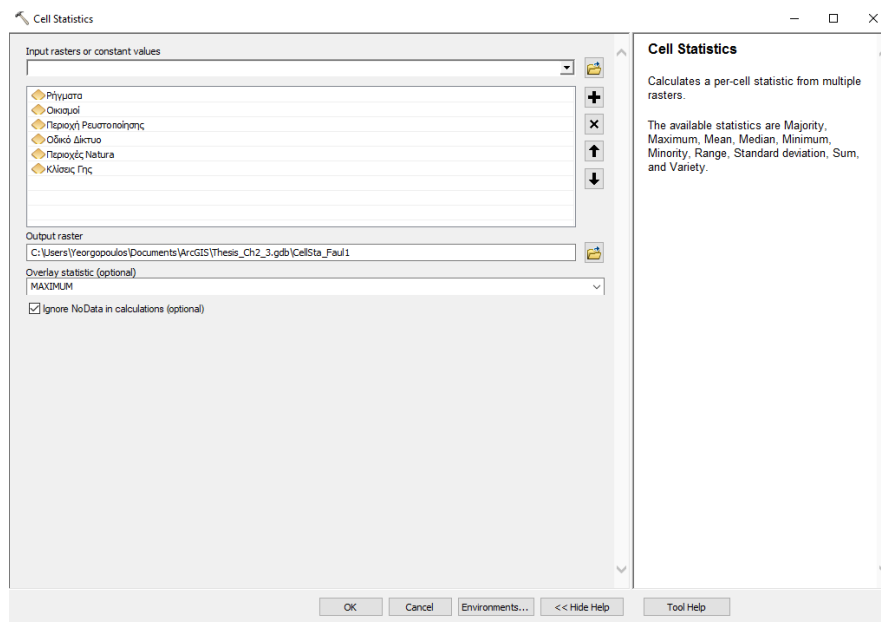 Cell Statistics
Input rasters or constant values
Ρήγματα
Οικισμοί
Περιοχή Ρευστοποίησης
Οδικό Δίκτυο
Περιοχές Natura
Κλίσεις Γης
Output raster
C:\Users\Yeorgopoulos\Documents\ArcGIS\Thesis_Ch2_3.gdb\CellSta_Faul1
Overlay statistic (optional)
MAXIMUM
Ignore NoData in calculations (optional)
Cell Statistics
Calculates a per-cell statistic from multiple
rasters.
The available statistics are Majority,
Maximum, Mean, Median, Minimum,
Minority, Range, Standard deviation, Sum,
and Variety.
OK
Cancel
Environments...
<< Hide Help
Tool Help